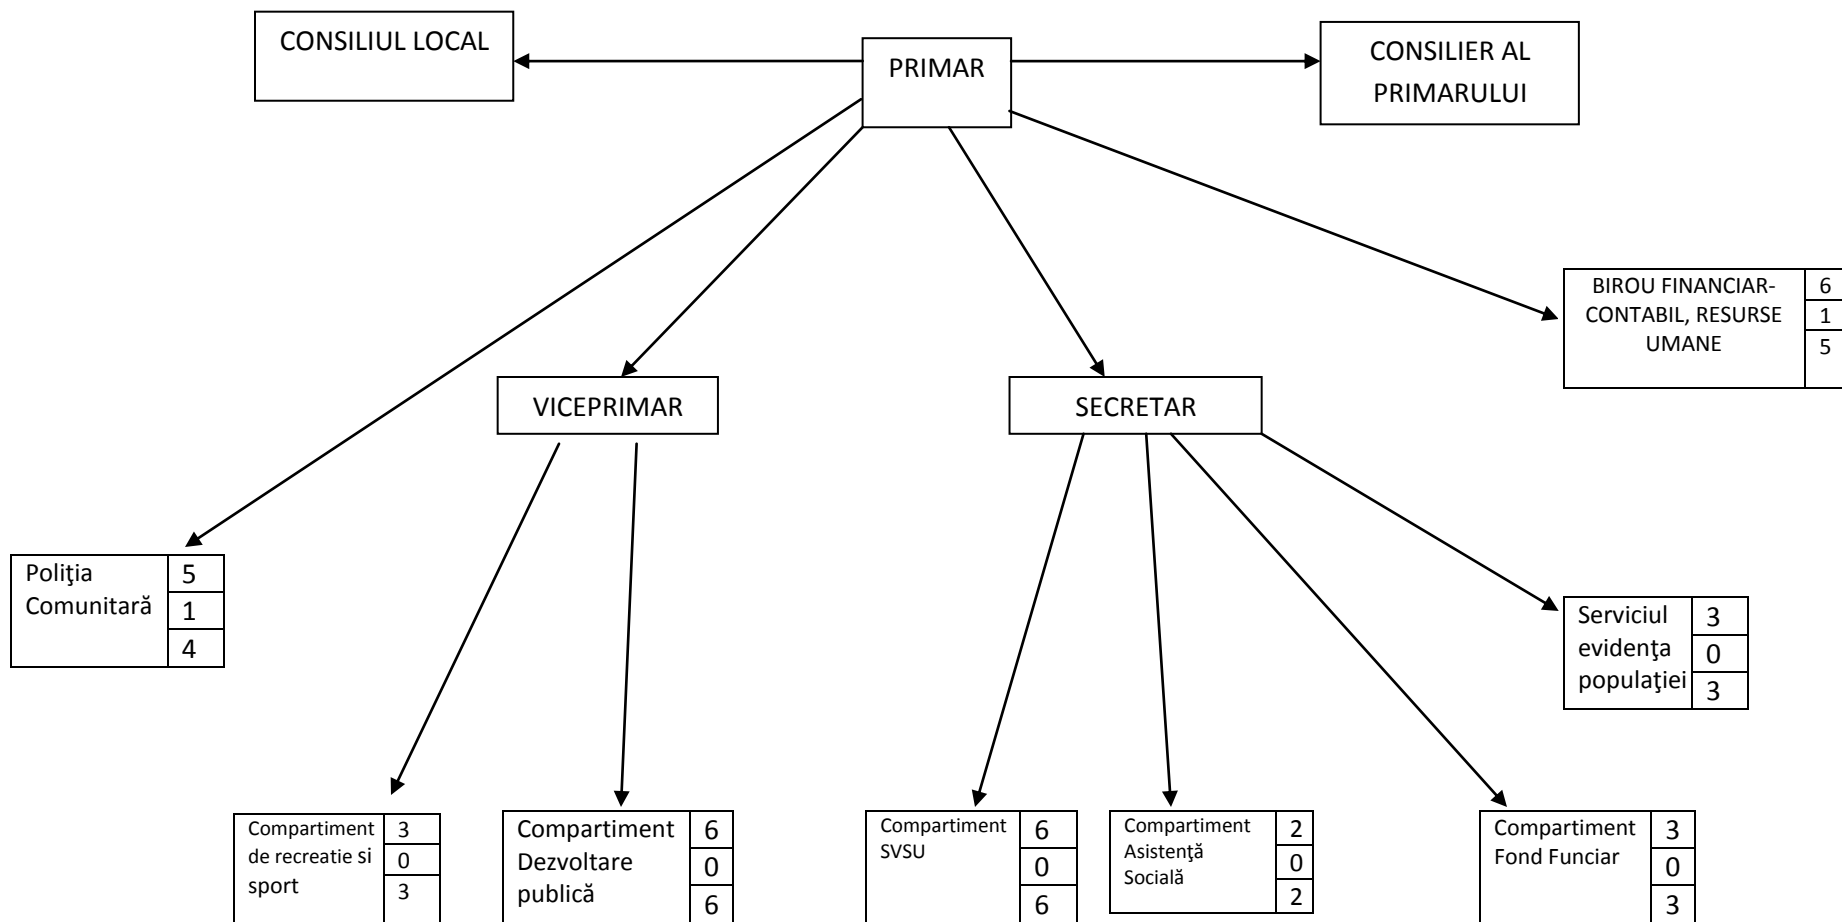 CONSILIUL LOCAL
PRIMAR
CONSILIER AL
PRIMARULUI
BIROU FINANCIAR-
CONTABIL, RESURSE
UMANE
6
1
5
VICEPRIMAR
SECRETAR
Poliţia
Comunitară
5
1
4
Serviciul
evidenţa
populaţiei
3
0
3
Compartiment
de recreatie si
sport
3
0
3
Compartiment
Dezvoltare
publică
6
0
6
Compartiment
SVSU
6
0
6
Compartiment
Asistenţă
Socială
2
0
2
Compartiment
Fond Funciar
3
0
3